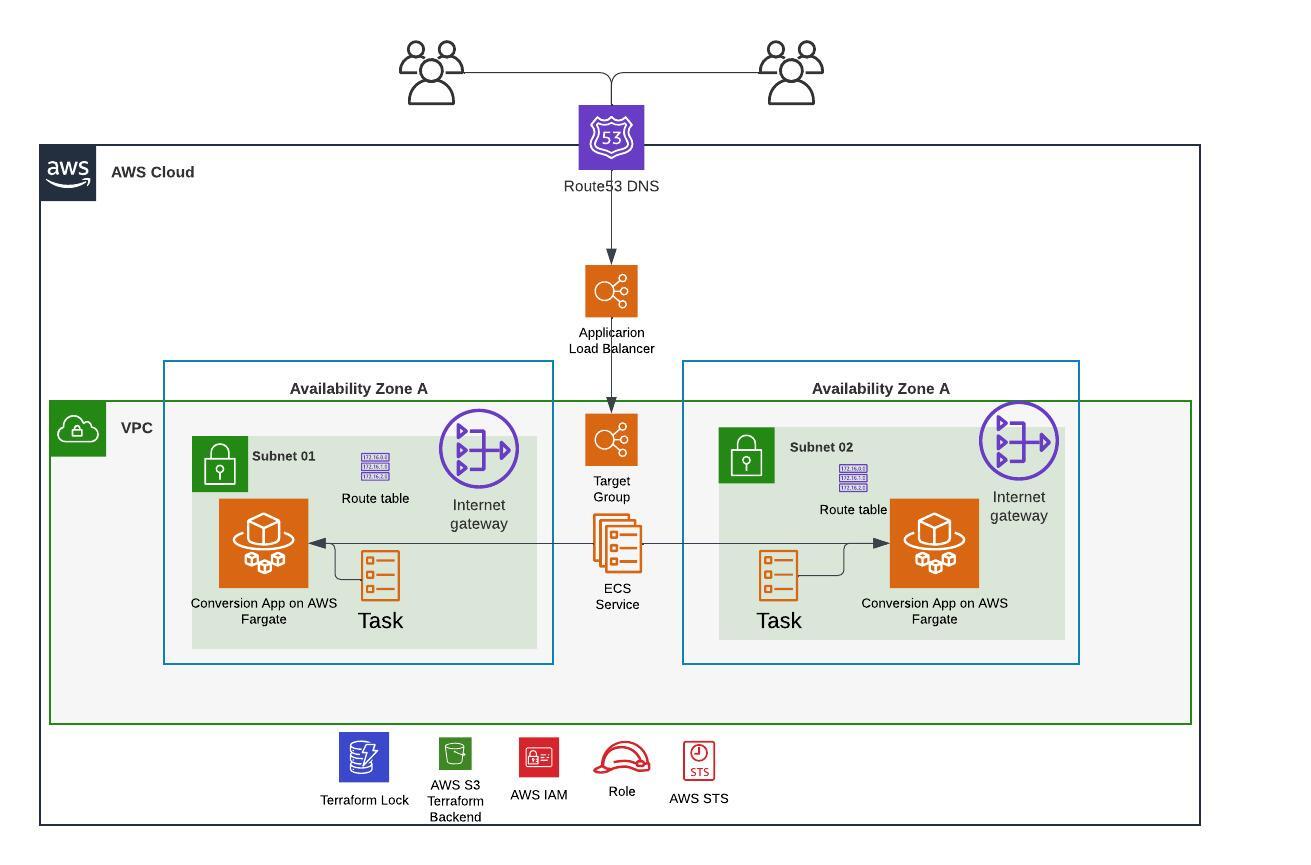 53
aws
AWS Cloud
Route53 DNS
Applicarion
Load Balancer
Availability Zone A
Availability Zone A
VPC
Subnet 01
172.16.0.0
172.16.1.0
172.16.2.0
Route table
Internet
gateway
Target
Group
Subnet 02
172.16.0.0
172.16.1.0
172.16.2.0
Route table
Internet
gateway
Conversion App on AWS
Fargate
Task
ECS
Service
Task
Conversion App on AWS
Fargate
Terraform Lock
AWS S3
Terraform
Backend
AWS IAM
Role
STS
AWS STS